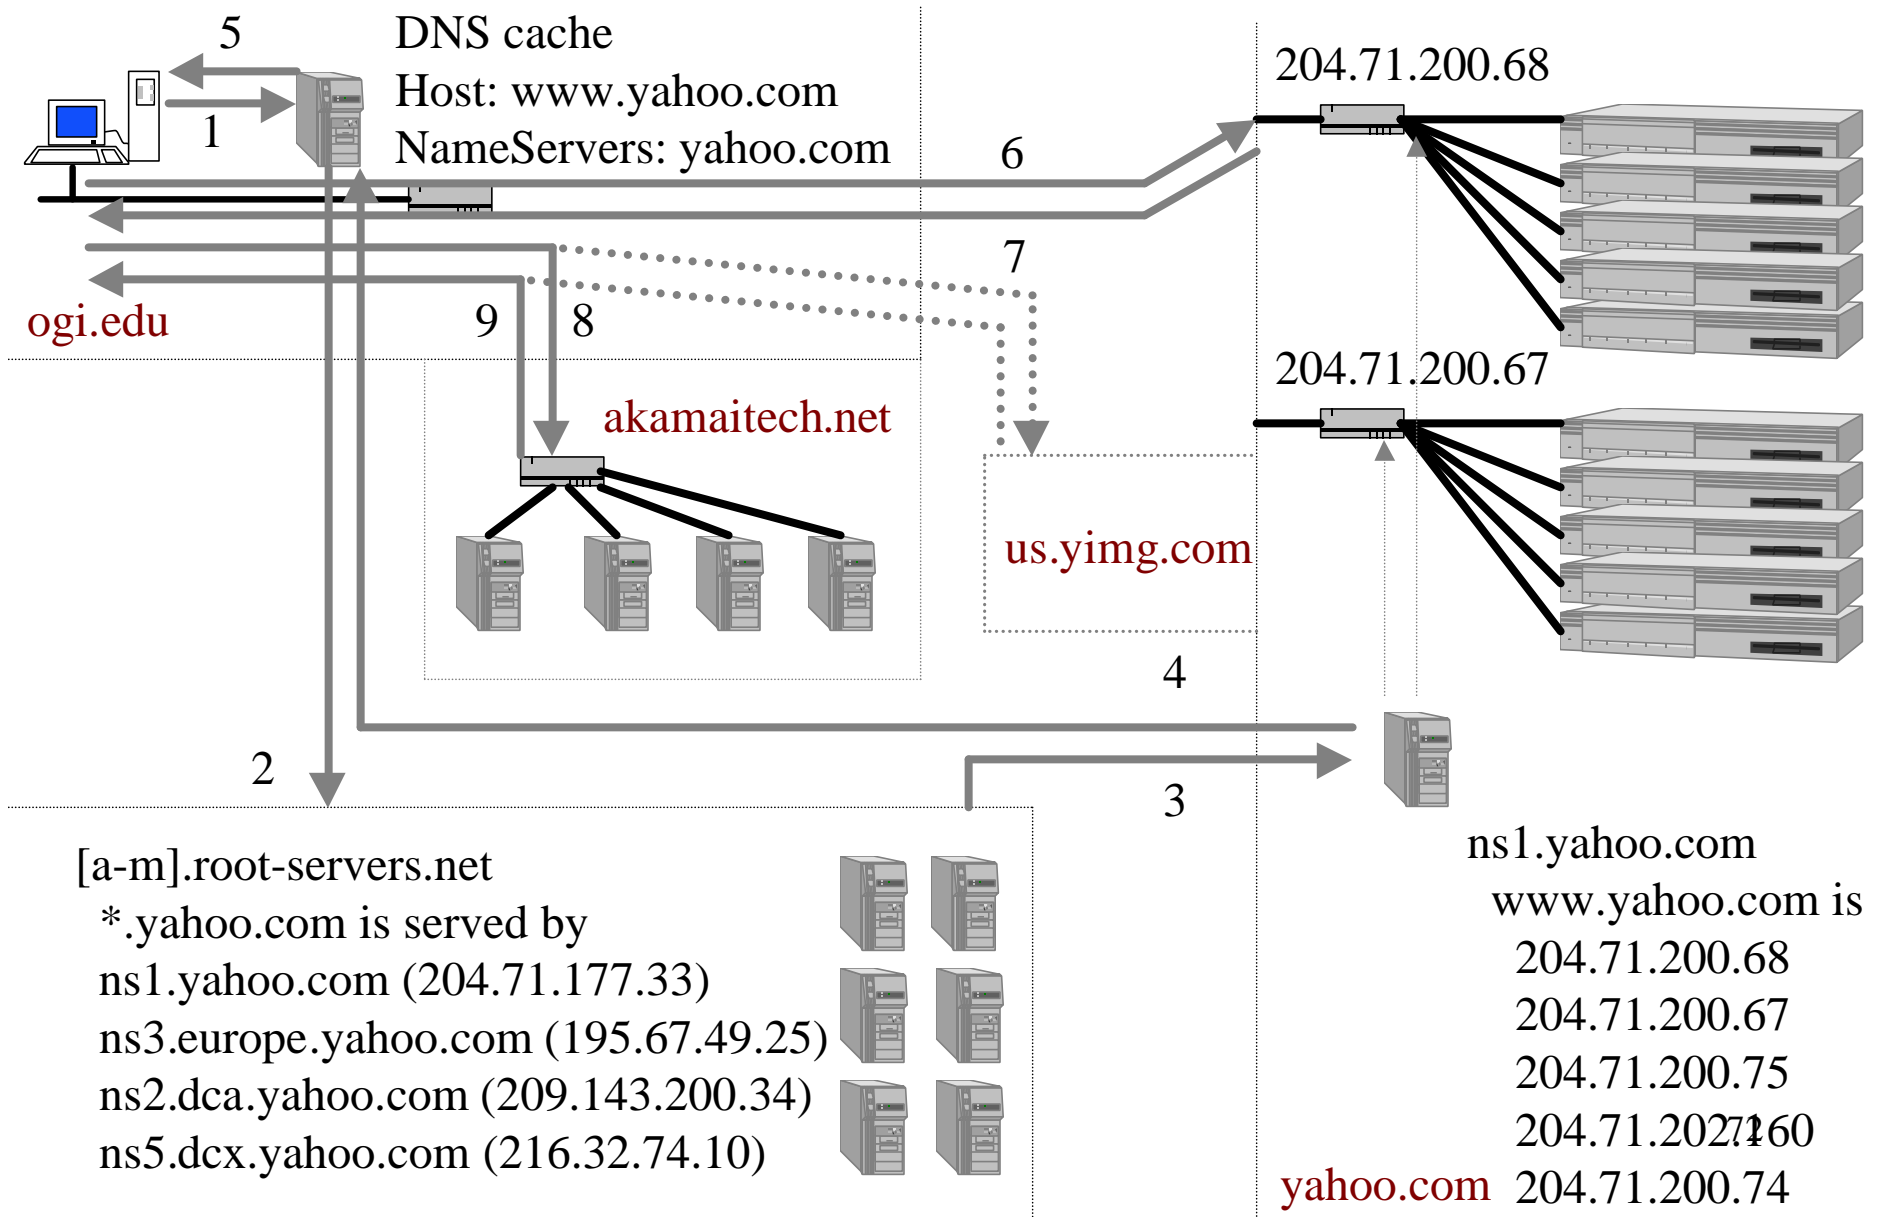 5
DNS cache
Host: www.yahoo.com
NameServers: yahoo.com
1
6
7
204.71.200.68
ogi.edu
9
8
204.71.200.67
akamaitech.net
us.yimg.com
4
2
3
[a-m].root-servers.net
*.yahoo.com is served by
ns1.yahoo.com (204.71.177.33)
ns3.europe.yahoo.com (195.67.49.25)
ns2.dca.yahoo.com (209.143.200.34)
ns5.dcx.yahoo.com (216.32.74.10)
ns1.yahoo.com
www.yahoo.com is
204.71.200.68
204.71.200.67
204.71.200.75
204.71.200.74
yahoo.com